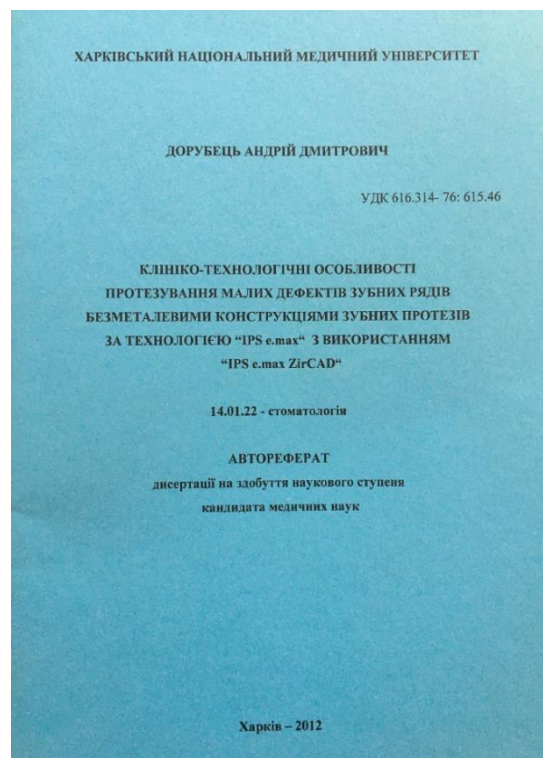 ХАРКІВСЬКИЙ НАЦІОНАЛЬНИЙ МЕДИЧНИЙ УНІВЕРСИТЕТ
ДОРУБЕЦЬ АНДРІЙ ДМИТРОВИЧ
УДК 616.314- 76: 615.46
КЛІНІКО-ТЕХНОЛОГІЧНІ ОСОБЛИВОСТІ
ПРОТЕЗУВАННЯ МАЛИХ ДЕФЕКТІВ ЗУБНИХ РЯДІВ
БЕЗМЕТАЛЕВИМИ КОНСТРУКЦІЯМИ ЗУБНИХ ПРОТЕЗІВ
ЗА ТЕХНОЛОГІЄЮ “IPS e.max“ З ВИКОРИСТАННЯМ
“IPS e.max ZirCAD“
14.01.22 - стоматологія
АВТОРЕФЕРАТ
дисертації на здобуття наукового ступеня
кандидата медичних наук
Харків – 2012